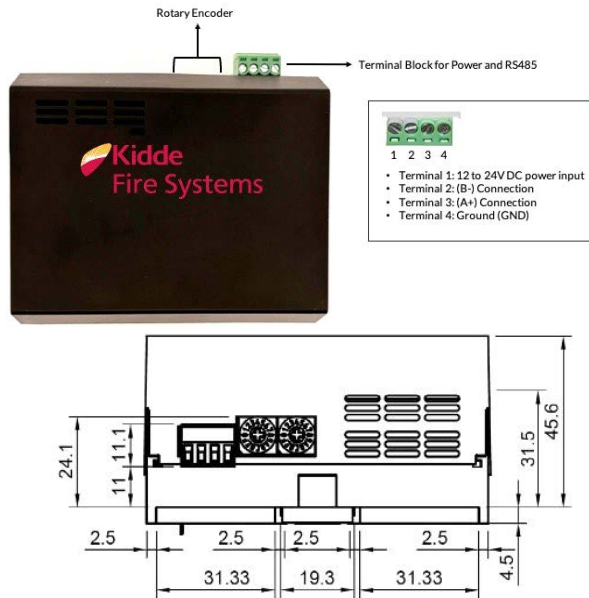 Rotary Encoder
Terminal Block for Power and RS485
Kidde
Fire Systems
1 2 3 4
• Terminal 1: 12 to 24V DC power input
• Terminal 2: (B-) Connection
• Terminal 3: (A+) Connection
• Terminal 4: Ground (GND)
24.1
11.1
11
31.5
45.6
2.5 2.5 2.5 2.5
4.5
31.33 19.3 31.33